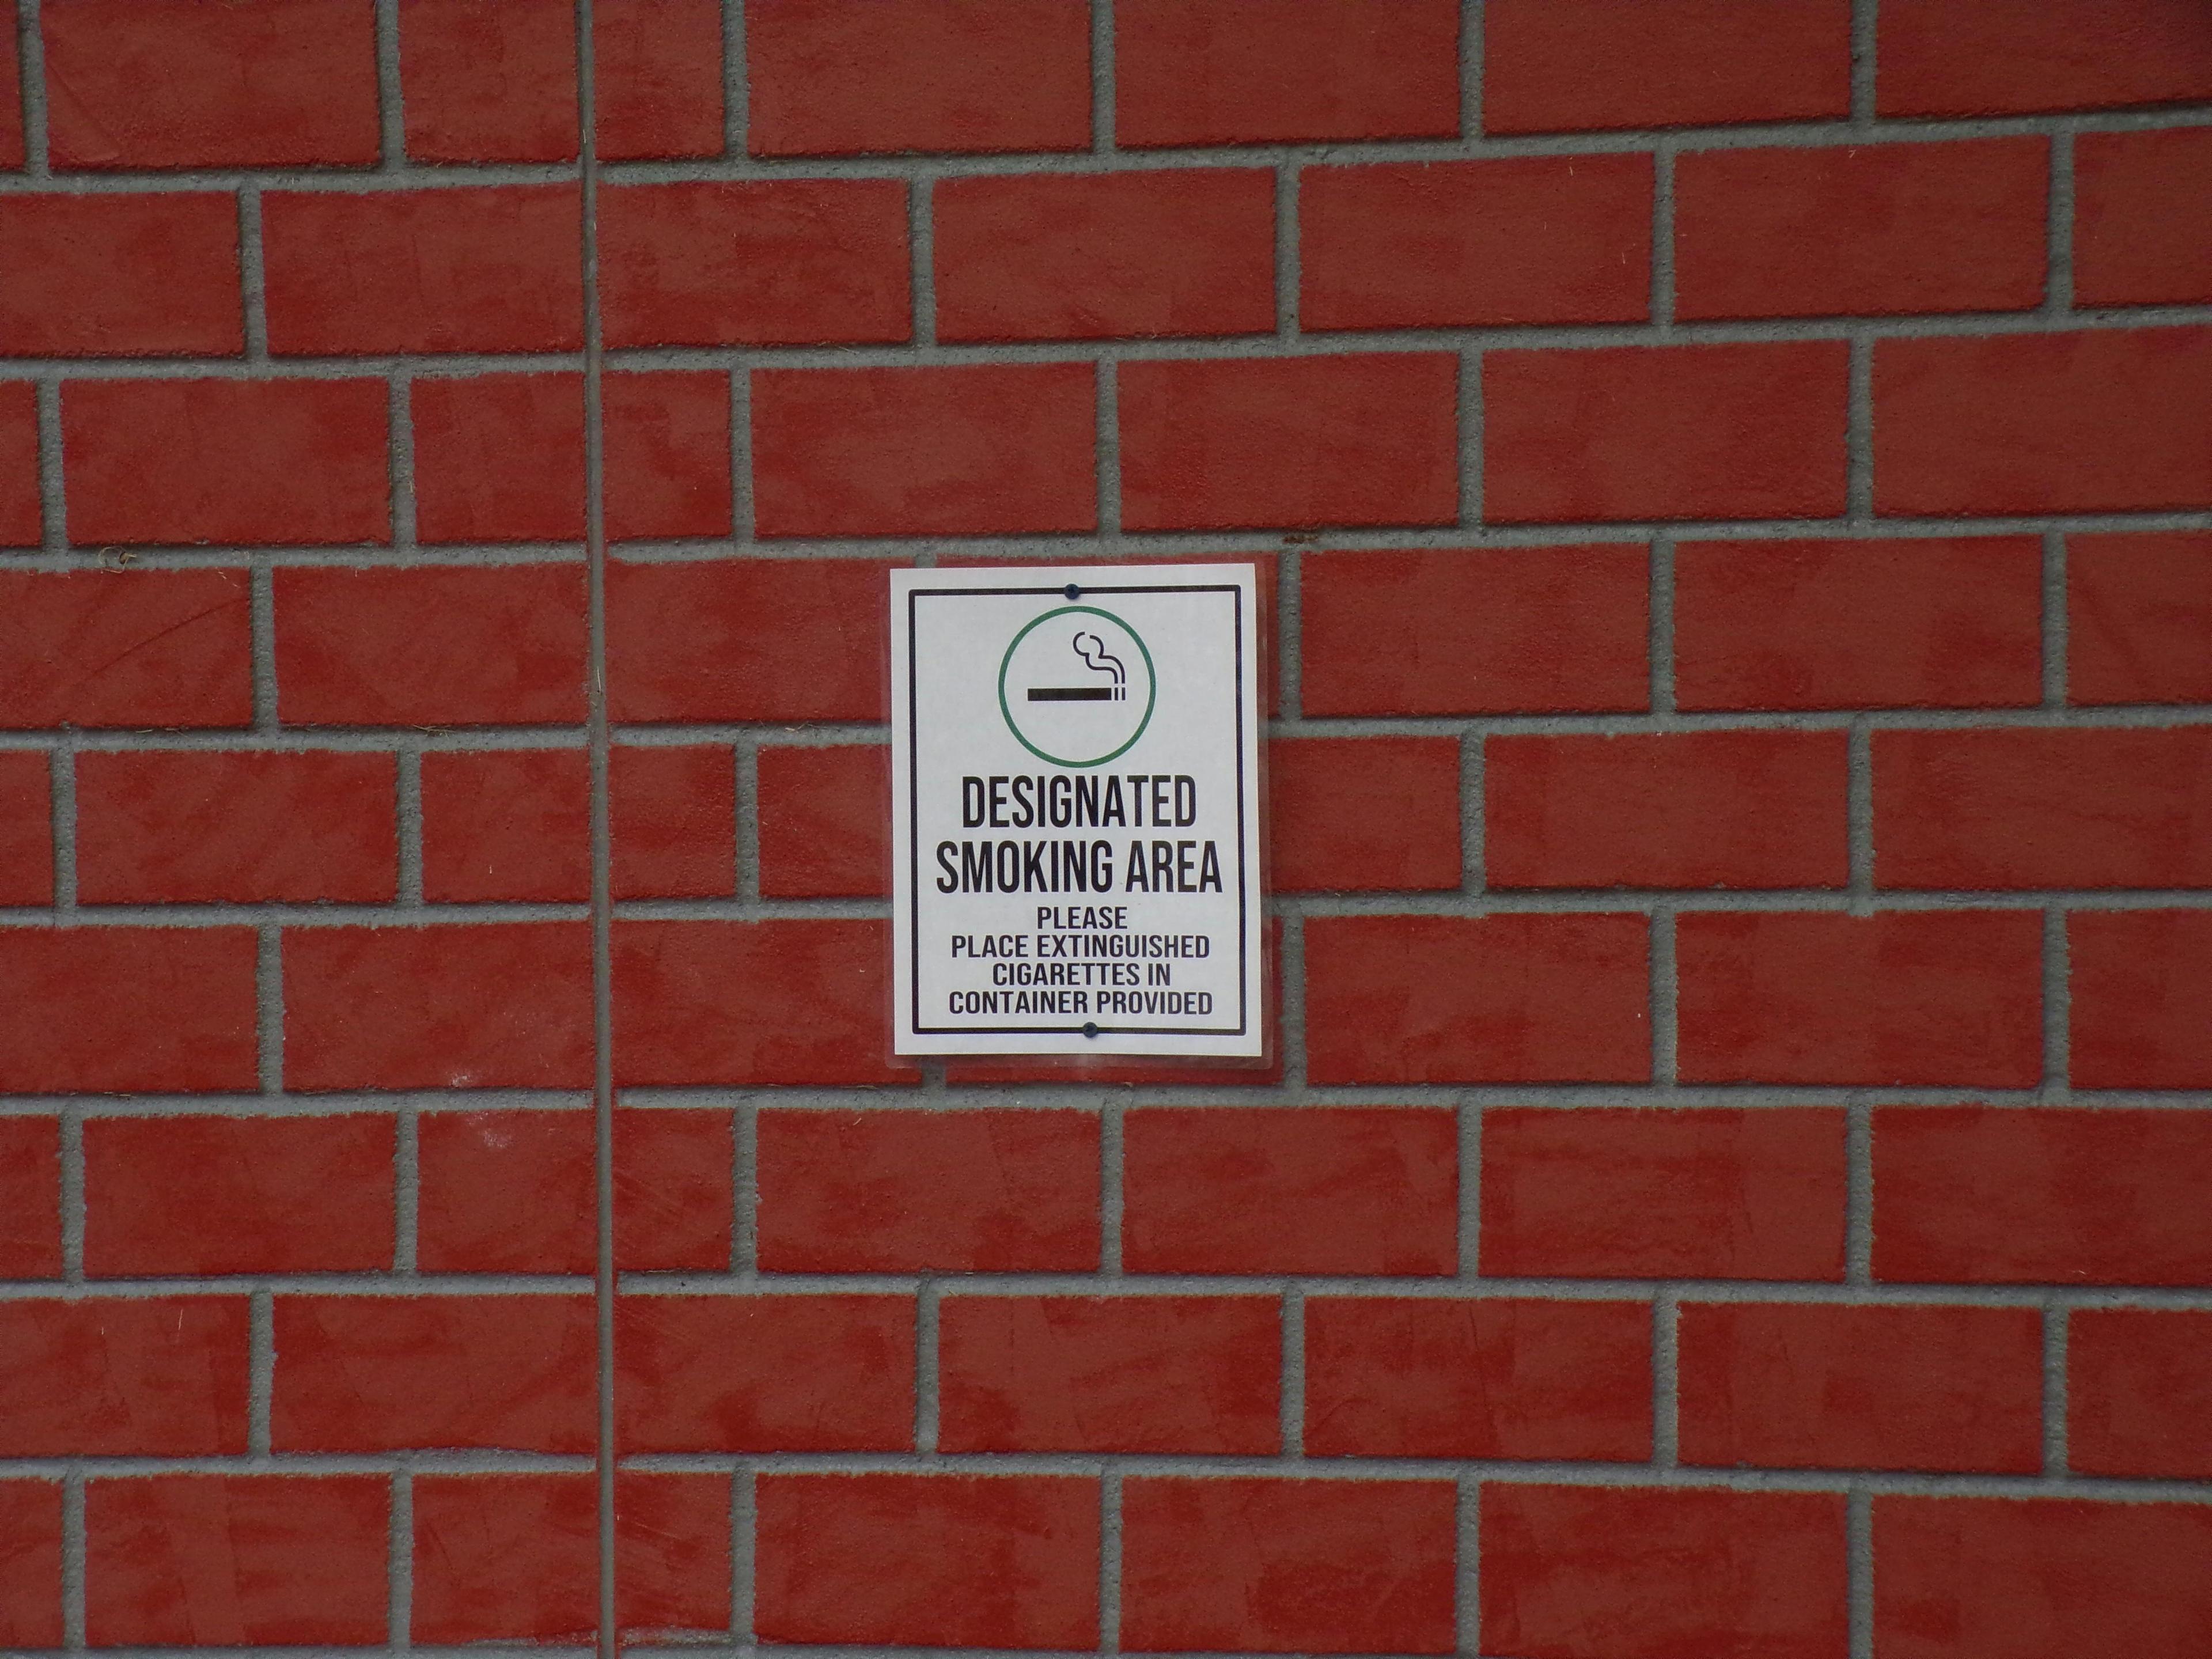 DESIGNATED
SMOKING AREA
PLEASE
PLACE EXTINGUISHED
CIGARETTES IN
CONTAINER PROVIDED